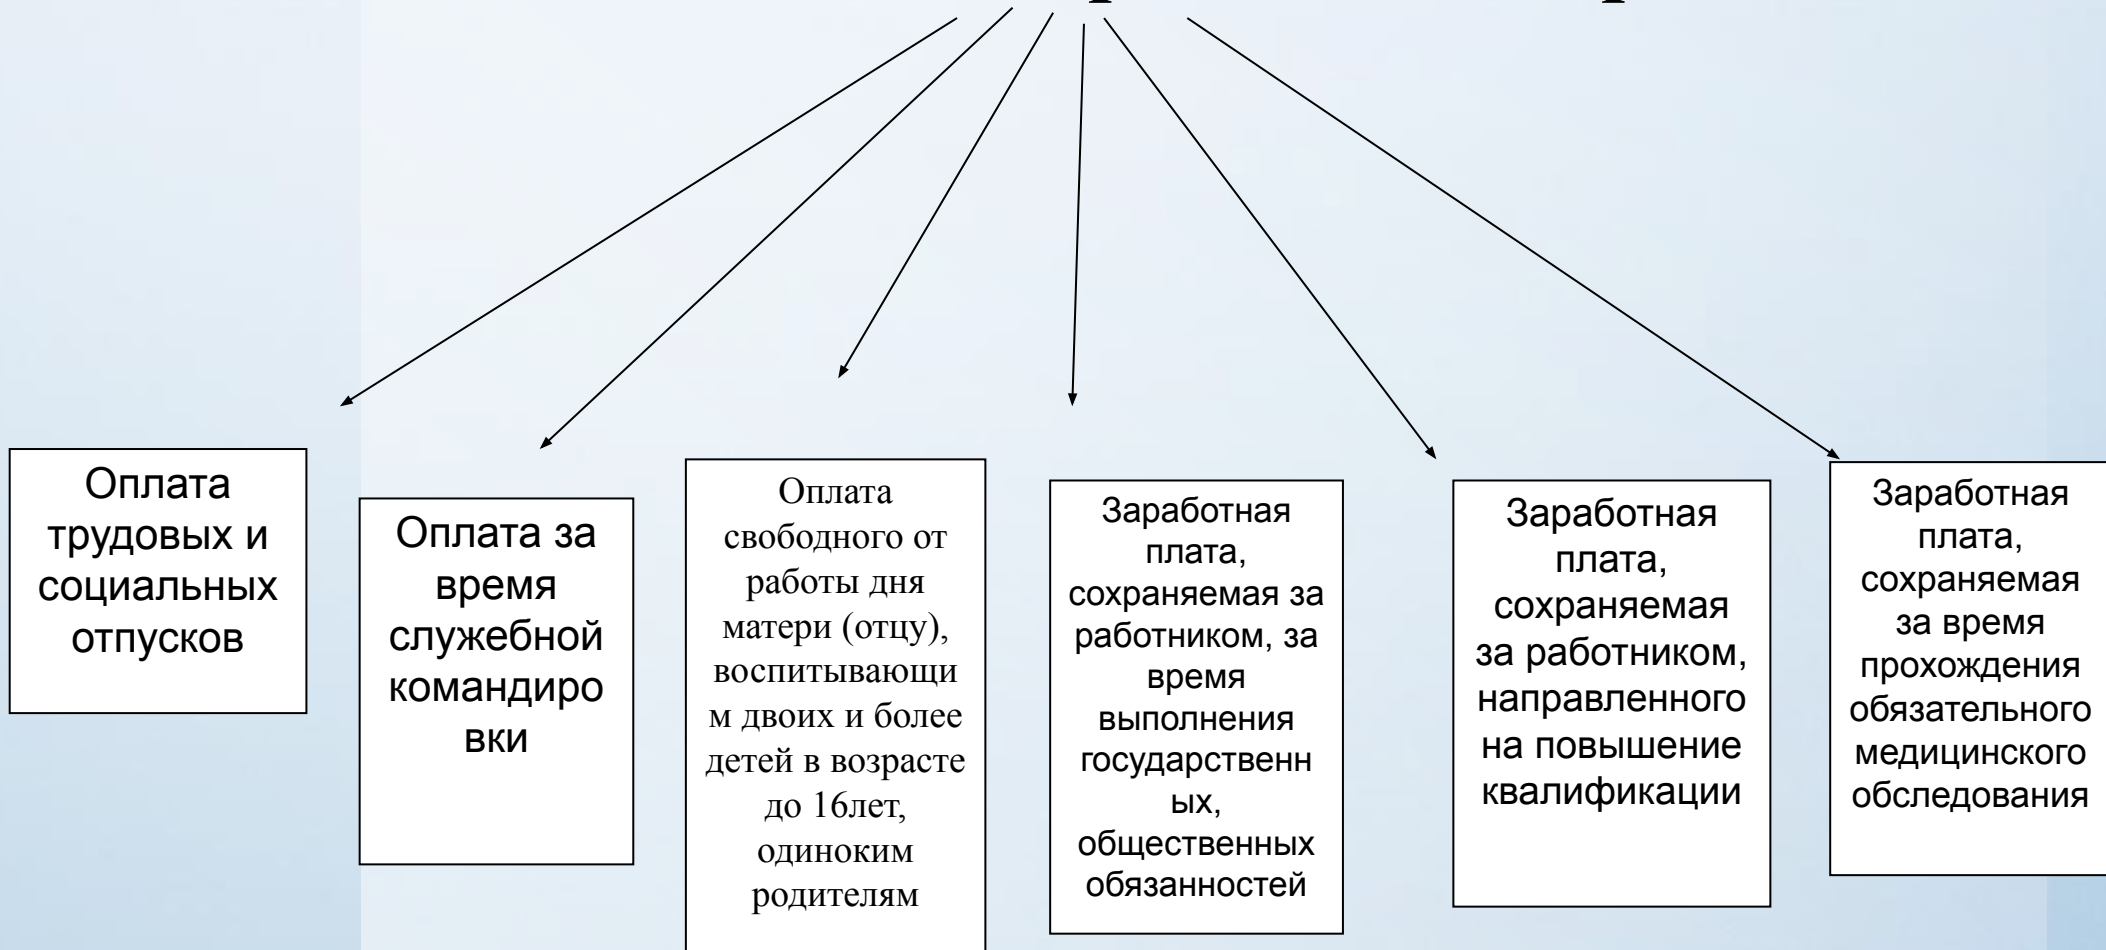 Оплата
трудовых и
социальных
отпусков
Оплата за
время
служебной
командиро
вки
Оплата
свободного от
работы дня
матери (отцу),
воспитывающи
м двоих и более
детей в возрасте
до 16лет,
одиноким
родителям
Заработная
плата,
сохраняемая за
работником, за
время
выполнения
государственн
ых,
общественных
обязанностей
Заработная
плата,
сохраняемая
за работником,
направленного
на повышение
квалификации
Заработная
плата,
сохраняемая
за время
прохождения
обязательного
медицинского
обследования